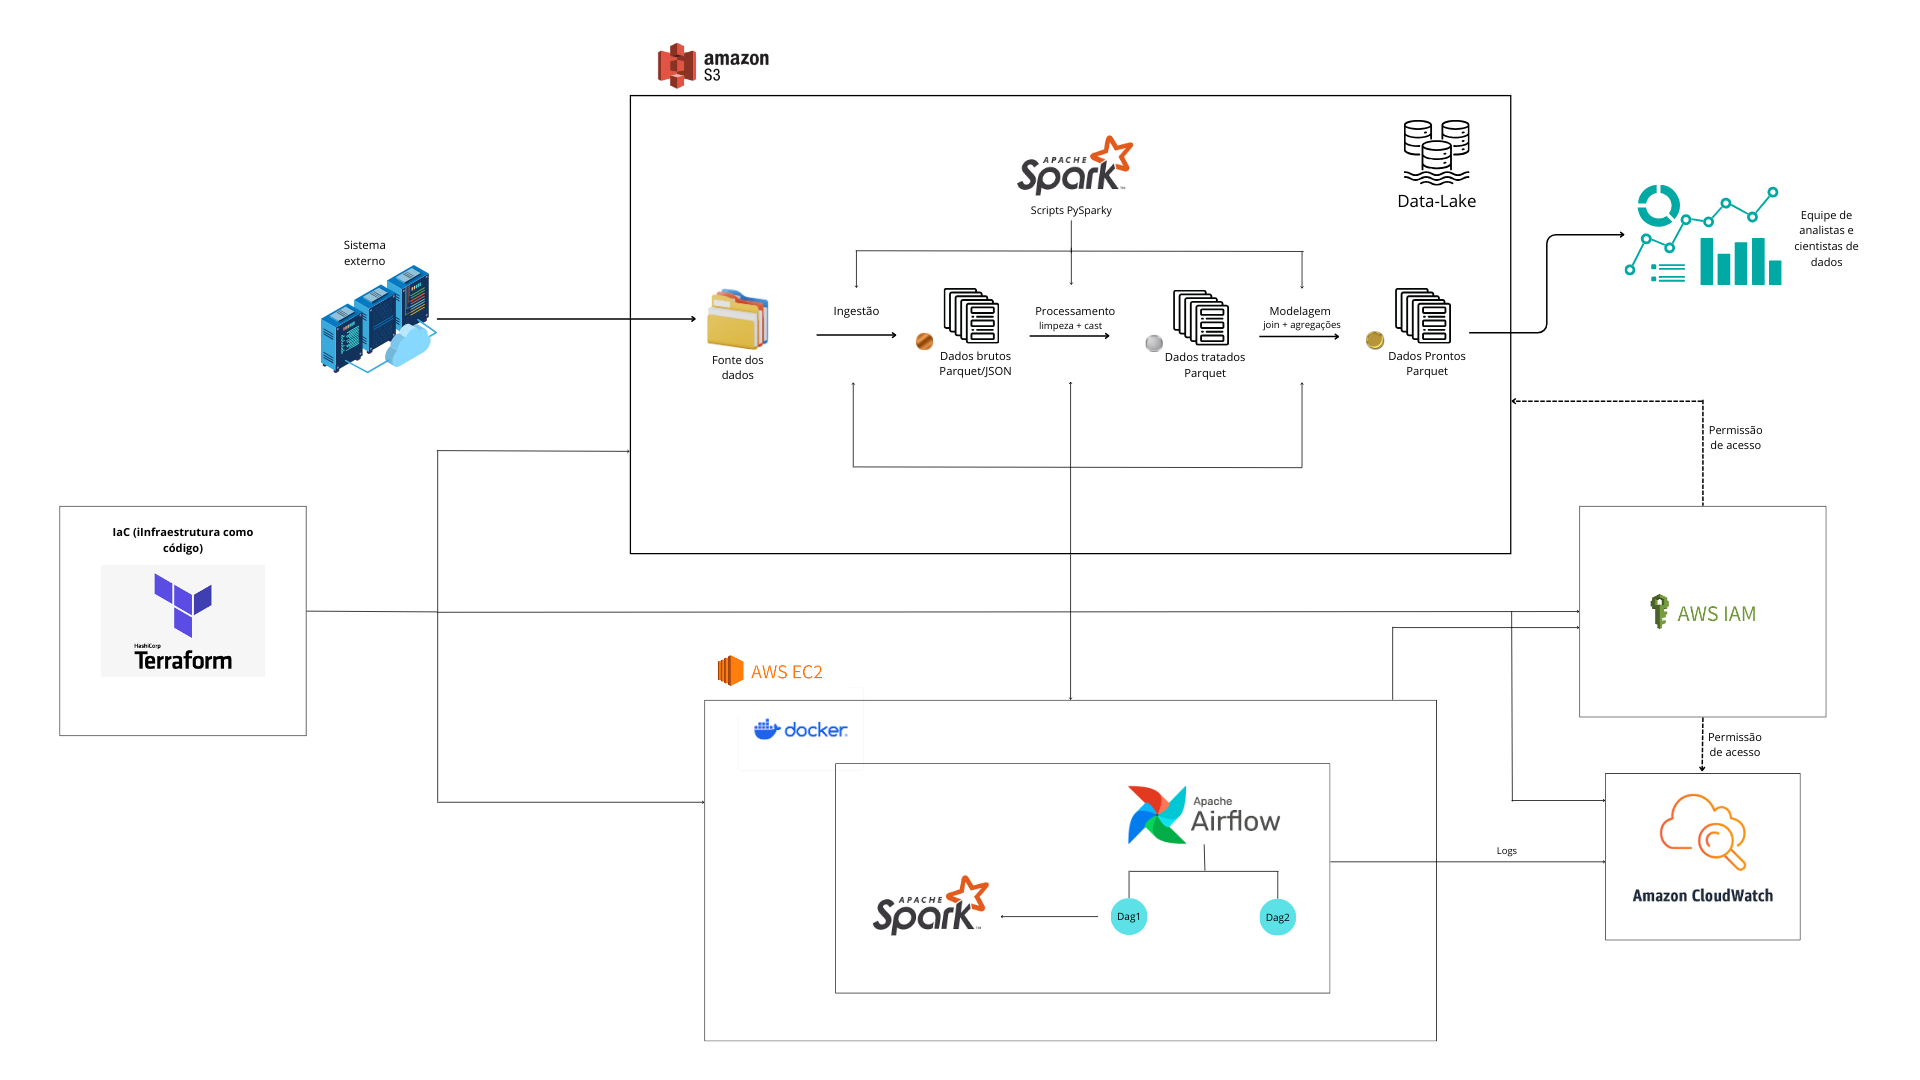 amazon
S3
APACHE
Spark
Scripts PySparky
Data-Lake
Sistema
externo
Equipe de
analistas e
cientistas de
dados
Ingestão
Processamento
limpeza + cast
Modelagem
join + agregações
Fonte dos
dados
Dados brutos
Parquet/JSON
Dados tratados
Parquet
Dados Prontos
Parquet
Permissão
de acesso
IaC (iInfraestrutura como
código)
HashiCorp
Terraform
AWS IAM
AWS EC2
docker
Permissão
de acesso
Apache
Airflow
Logs
APACHE
Spark
Dag1
Dag2
Amazon CloudWatch